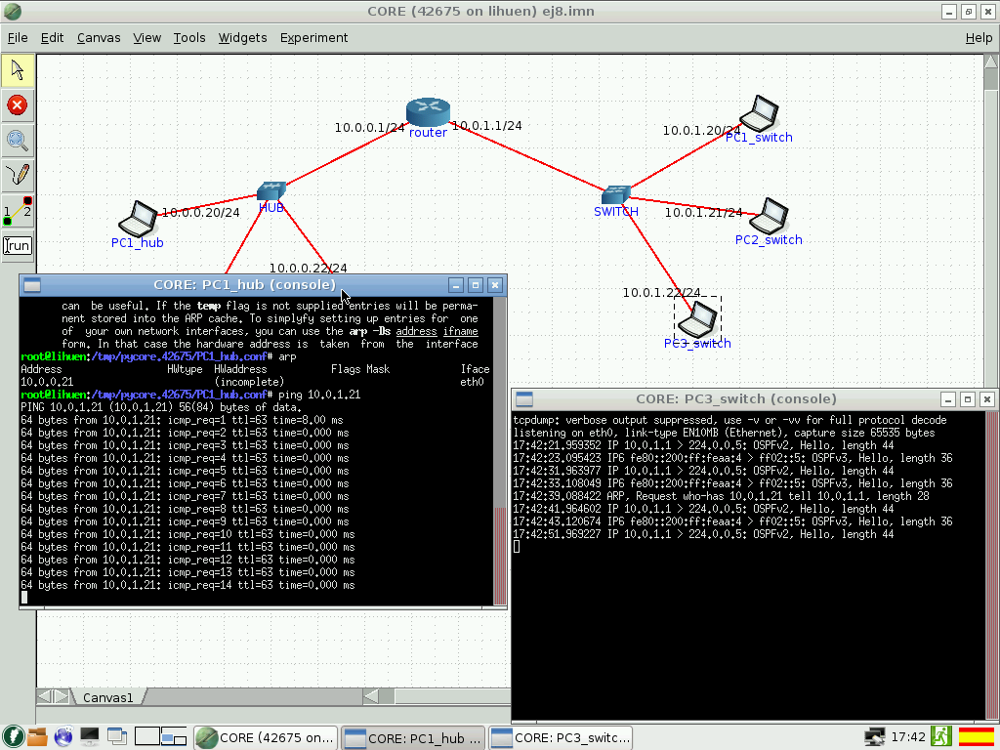 CORE (42675 on lihuen) ej8.imn
File Edit Canvas View Tools Widgets Experiment Help
10.0.0.1/24
10.0.1.1/24
router
10.0.1.20/24
PC1_switch
HUB
10.0.0.20/24
PC1_hub
SWITCH
10.0.1.21/24
PC2_switch
1 2
run
10.0.0.22/24
10.0.1.22/24
PC3_switch
CORE: PC1_hub (console)
can be useful. If the temp flag is not supplied entries will be perma-
nent stored into the ARP cache. To simplyfy setting up entries for one
of your own network interfaces, you can use the arp -Ds address ifname
form. In that case the hardware address is taken from the interface
root@lihuen:/tmp/pycore.42675/PC1_hub.conf# arp
Address HWtype HWaddress Flags Mask Iface
10.0.0.21 (incomplete) eth0
root@lihuen:/tmp/pycore.42675/PC1_hub.conf# ping 10.0.1.21
PING 10.0.1.21 (10.0.1.21) 56(84) bytes of data.
64 bytes from 10.0.1.21: icmp_req=1 ttl=63 time=8.00 ms
64 bytes from 10.0.1.21: icmp_req=2 ttl=63 time=0.000 ms
64 bytes from 10.0.1.21: icmp_req=3 ttl=63 time=0.000 ms
64 bytes from 10.0.1.21: icmp_req=4 ttl=63 time=0.000 ms
64 bytes from 10.0.1.21: icmp_req=5 ttl=63 time=0.000 ms
64 bytes from 10.0.1.21: icmp_req=6 ttl=63 time=0.000 ms
64 bytes from 10.0.1.21: icmp_req=7 ttl=63 time=0.000 ms
64 bytes from 10.0.1.21: icmp_req=8 ttl=63 time=0.000 ms
64 bytes from 10.0.1.21: icmp_req=9 ttl=63 time=0.000 ms
64 bytes from 10.0.1.21: icmp_req=10 ttl=63 time=0.000 ms
64 bytes from 10.0.1.21: icmp_req=11 ttl=63 time=0.000 ms
64 bytes from 10.0.1.21: icmp_req=12 ttl=63 time=0.000 ms
64 bytes from 10.0.1.21: icmp_req=13 ttl=63 time=0.000 ms
64 bytes from 10.0.1.21: icmp_req=14 ttl=63 time=0.000 ms
CORE: PC3_switch (console)
tcpdump: verbose output suppressed, use -v or -vv for full protocol decode
listening on eth0, link-type EN10MB (Ethernet), capture size 65535 bytes
17:42:21.959352 IP 10.0.1.1 > 224.0.0.5: OSPFv2, Hello, length 44
17:42:23.095423 IP6 fe80::200:ff:feaa:4 > ff02::5: OSPFv3, Hello, length 36
17:42:31.963977 IP 10.0.1.1 > 224.0.0.5: OSPFv2, Hello, length 44
17:42:33.108049 IP6 fe80::200:ff:feaa:4 > ff02::5: OSPFv3, Hello, length 36
17:42:39.088422 ARP, Request who-has 10.0.1.21 tell 10.0.1.1, length 28
17:42:41.964602 IP 10.0.1.1 > 224.0.0.5: OSPFv2, Hello, length 44
17:42:43.120674 IP6 fe80::200:ff:feaa:4 > ff02::5: OSPFv3, Hello, length 36
17:42:51.969227 IP 10.0.1.1 > 224.0.0.5: OSPFv2, Hello, length 44
Canvas1
CORE (42675 on...
CORE: PC1_hub ...
CORE: PC3_switc...
17:42